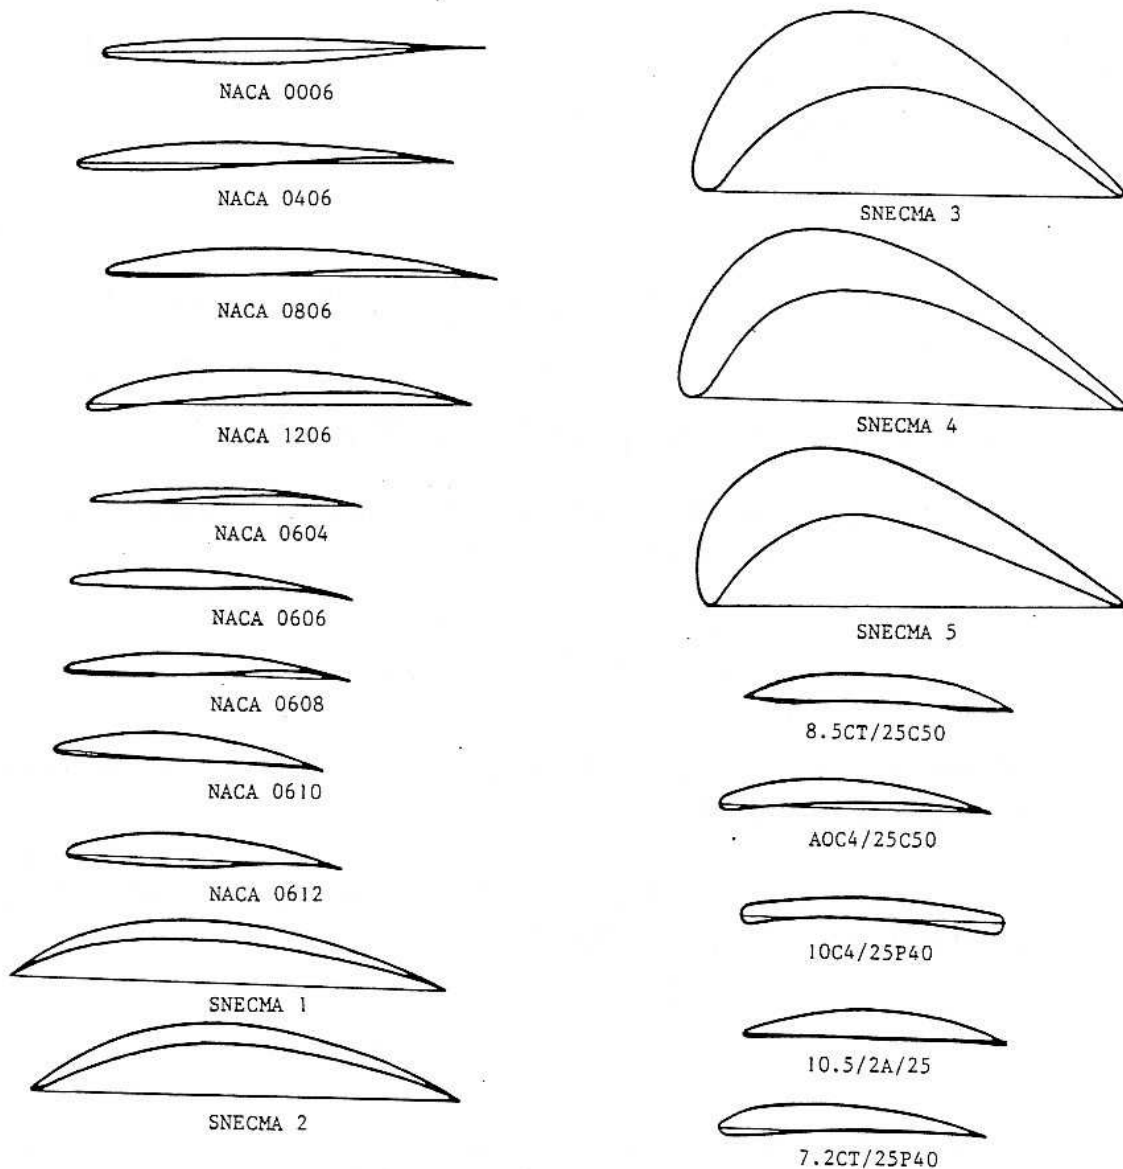 NACA 0006
NACA 0406
NACA 0806
NACA 1206
NACA 0604
NACA 0606
NACA 0608
NACA 0610
NACA 0612
SNECMA 1
SNECMA 2
SNECMA 3
SNECMA 4
SNECMA 5
8.5CT/25C50
AOC4/25C50
10C4/25P40
10.5/2A/25
7.2CT/25P40